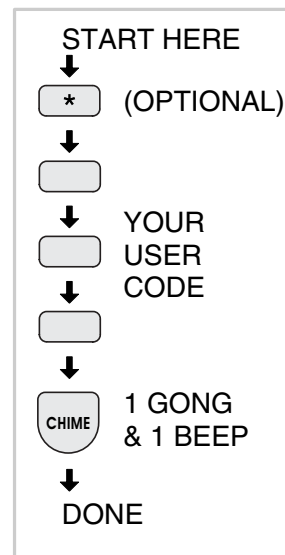 START HERE
* (OPTIONAL)
YOUR
USER
CODE
CHIME
1 GONG
& 1 BEEP
DONE